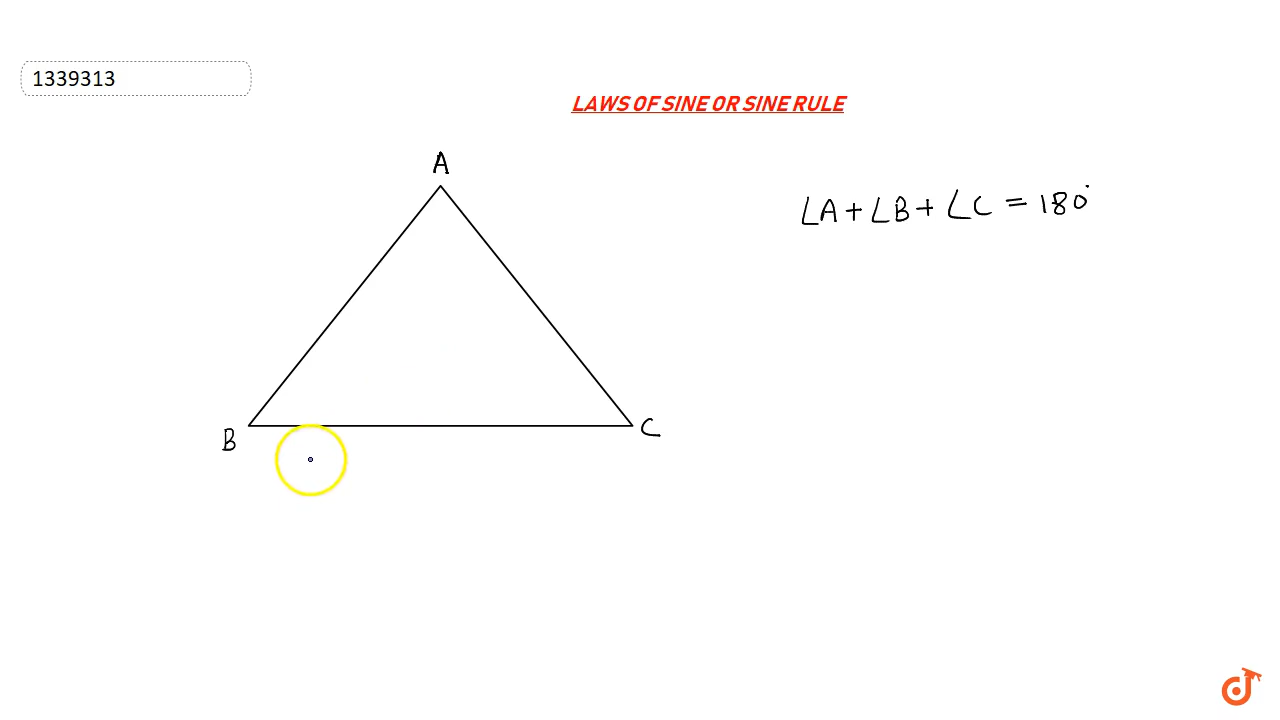 1339313
LAWS OF SINE OR SINE RULE
A
∠A+∠B+∠C = 180°
B
C